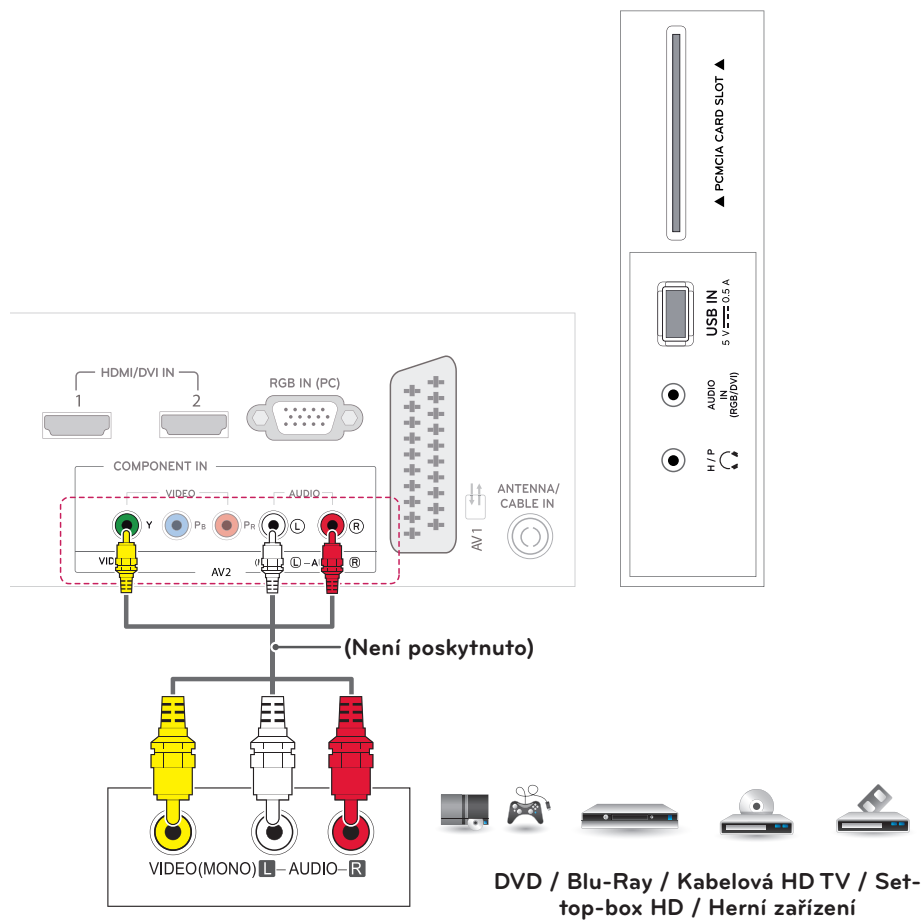 ▲ PCMCIA CARD SLOT ▲
USB IN
5 V 0.5 A
AUDIO
IN
(RGB/DVI)
H / P
HDMI/DVI IN
1 2
RGB IN (PC)
COMPONENT IN
VIDEO AUDIO
Y PB PR L R
AV2
L R
AV1
ANTENNA/
CABLE IN
(Není poskytnuto)
VIDEO (MONO) L – AUDIO – R
DVD / Blu-Ray / Kabelová HD TV / Set-
top-box HD / Herní zařízení